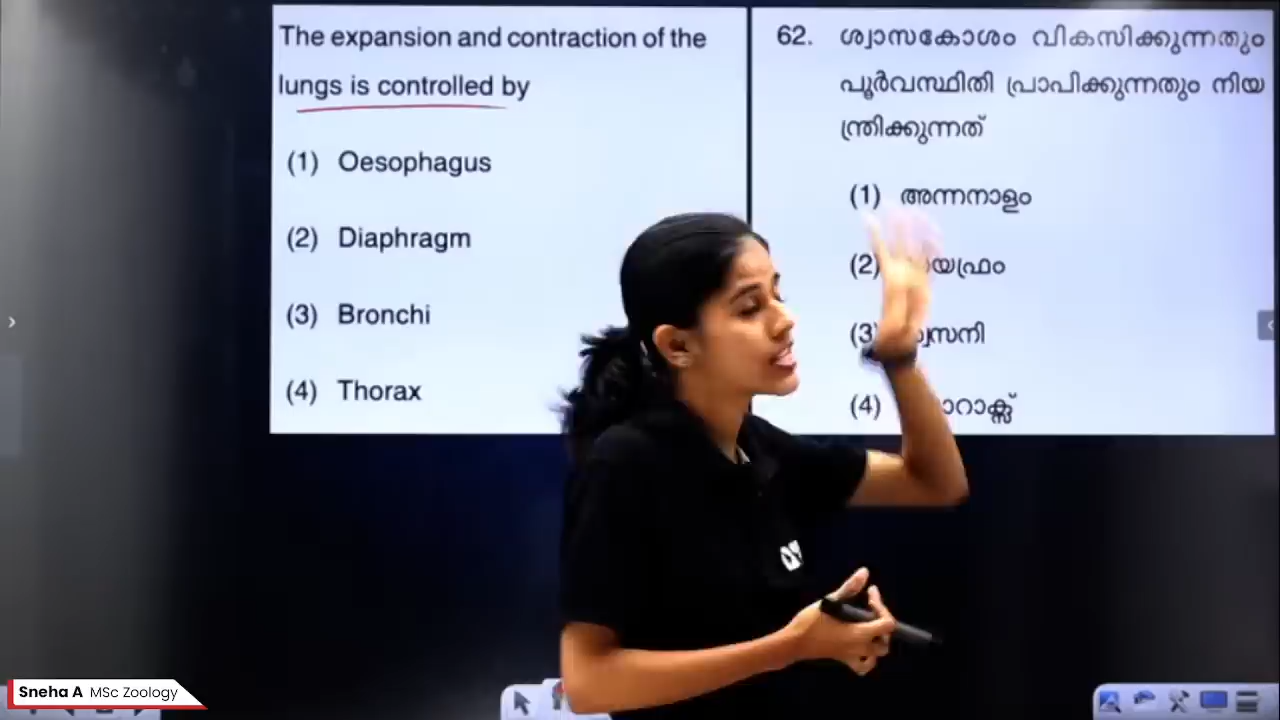 The expansion and contraction of the
lungs is controlled by
(1) Oesophagus
(2) Diaphragm
(3) Bronchi
(4) Thorax
62. ശ്വാസകോശം വികസിക്കുന്നതും
പൂർവസ്ഥിതി പ്രാപിക്കുന്നതും നിയ
ന്ത്രിക്കുന്നത്
(1) അന്നനാളം
(2)
(3)
(4)
Sneha A MSc Zoology